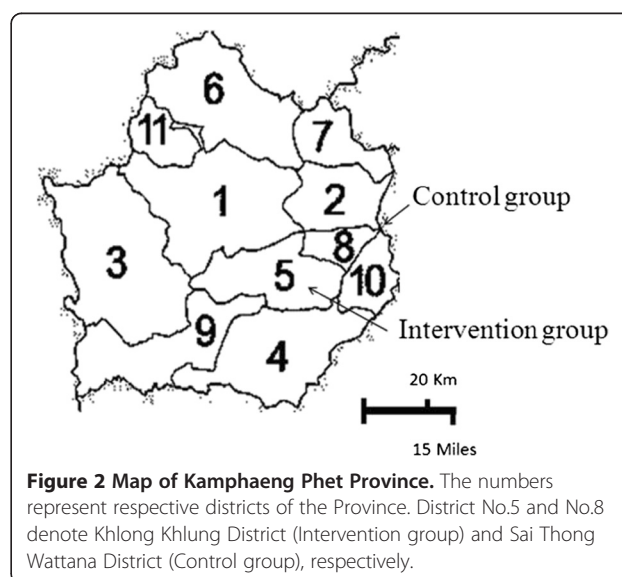 6
11
7
1
2
Control group
8
3
5
10
Intervention group
9
4
20 Km
15 Miles
Figure 2 Map of Kamphaeng Phet Province. The numbers
represent respective districts of the Province. District No.5 and No.8
denote Khlong Khlung District (Intervention group) and Sai Thong
Wattana District (Control group), respectively.